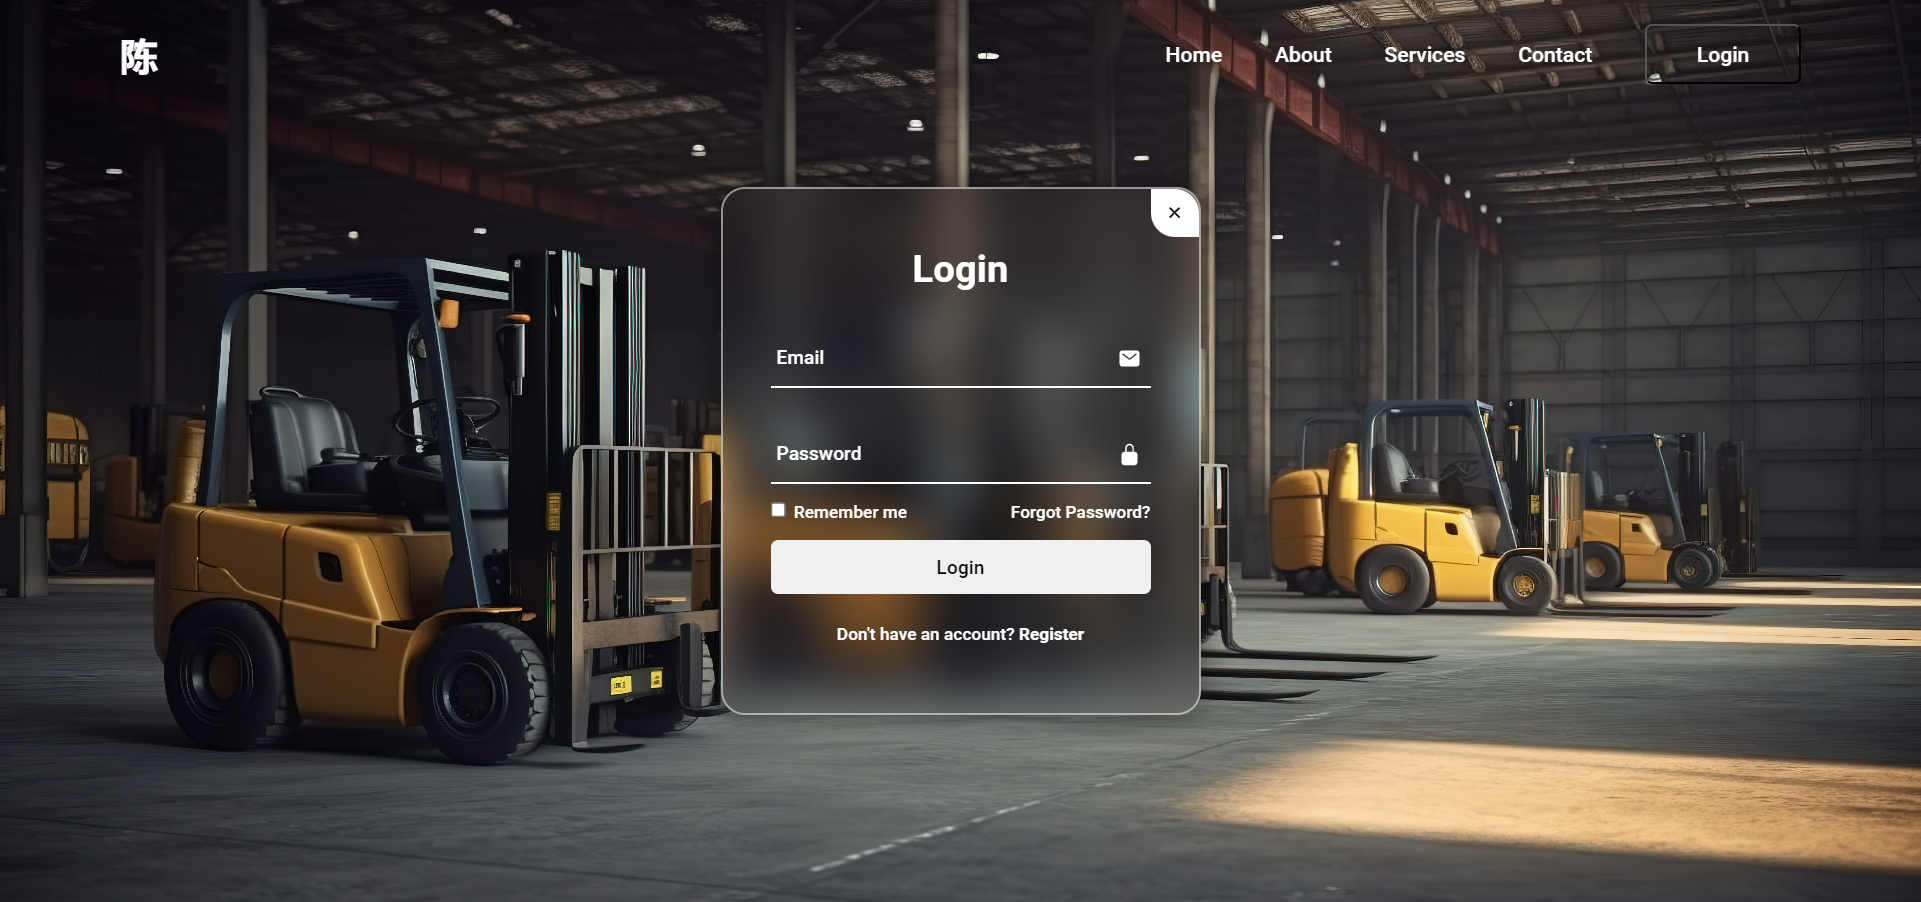 陈
Home About Services Contact Login
Login
Email
Password
Remember me Forgot Password?
Login
Don't have an account? Register